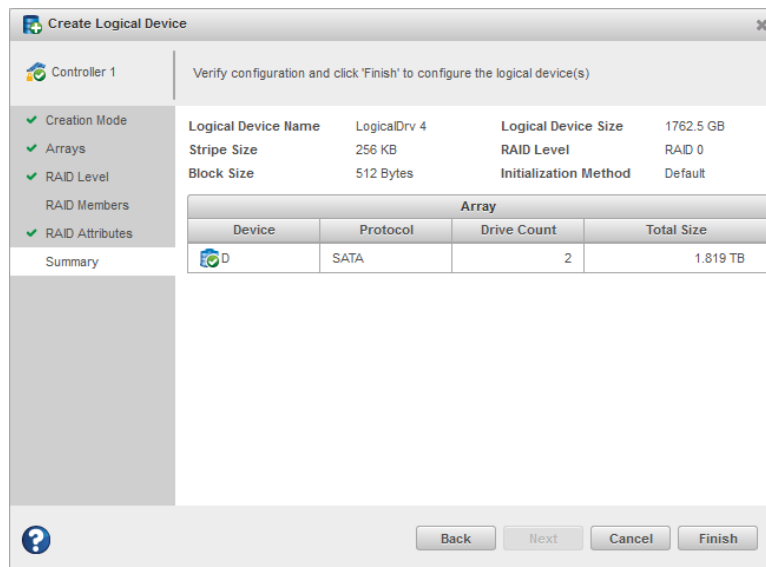 Create Logical Device
Controller 1
Verify configuration and click 'Finish' to configure the logical device(s)
Creation Mode
Arrays
RAID Level
RAID Members
RAID Attributes
Summary
Logical Device Name LogicalDrv 4 Logical Device Size 1762.5 GB
Stripe Size 256 KB RAID Level RAID 0
Block Size 512 Bytes Initialization Method Default
Array
Device Protocol Drive Count Total Size
D SATA 2 1.819 TB
Back Next Cancel Finish